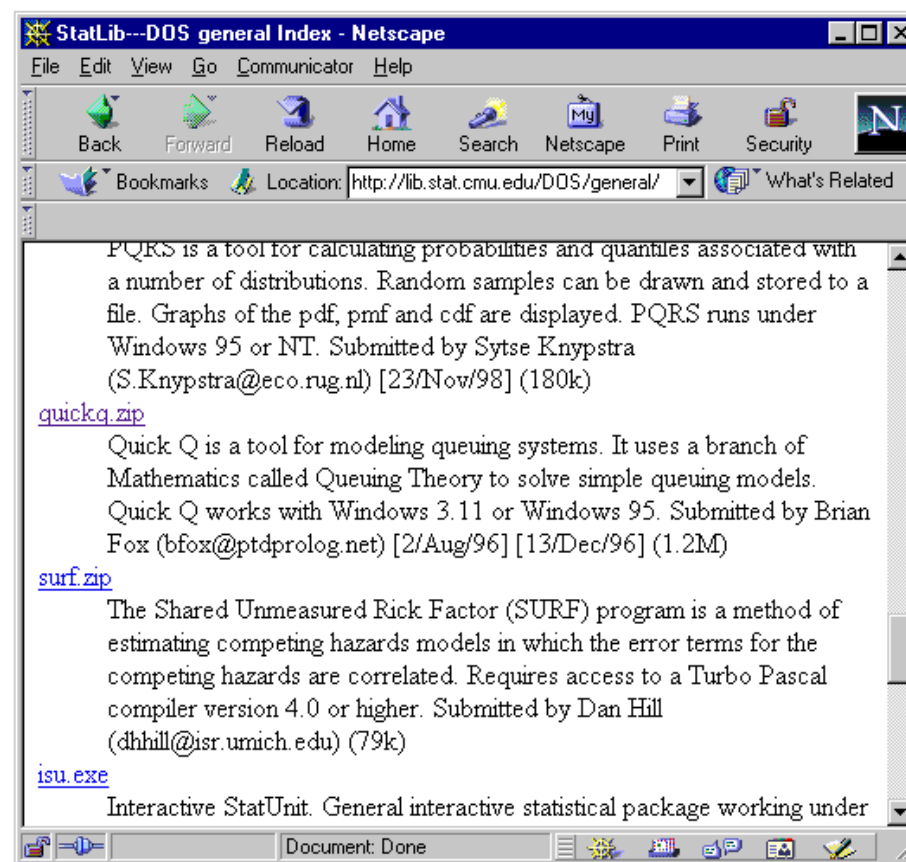 StatLib---DOS general Index - Netscape
File Edit View Go Communicator Help
Back Forward Reload Home Search Netscape Print Security
My
N
Bookmarks Location: http://lib.stat.cmu.edu/DOS/general/ What's Related
PQRS is a tool for calculating probabilities and quantiles associated with
a number of distributions. Random samples can be drawn and stored to a
file. Graphs of the pdf, pmf and cdf are displayed. PQRS runs under
Windows 95 or NT. Submitted by Sytse Knypstra
(S.Knypstra@eco.rug.nl) [23/Nov/98] (180k)
quickq.zip
Quick Q is a tool for modeling queuing systems. It uses a branch of
Mathematics called Queuing Theory to solve simple queuing models.
Quick Q works with Windows 3.11 or Windows 95. Submitted by Brian
Fox (bfox@ptdprolog.net) [2/Aug/96] [13/Dec/96] (1.2M)
surf.zip
The Shared Unmeasured Rick Factor (SURF) program is a method of
estimating competing hazards models in which the error terms for the
competing hazards are correlated. Requires access to a Turbo Pascal
compiler version 4.0 or higher. Submitted by Dan Hill
(dhhill@isr.umich.edu) (79k)
isu.exe
Interactive StatUnit. General interactive statistical package working under
Document: Done